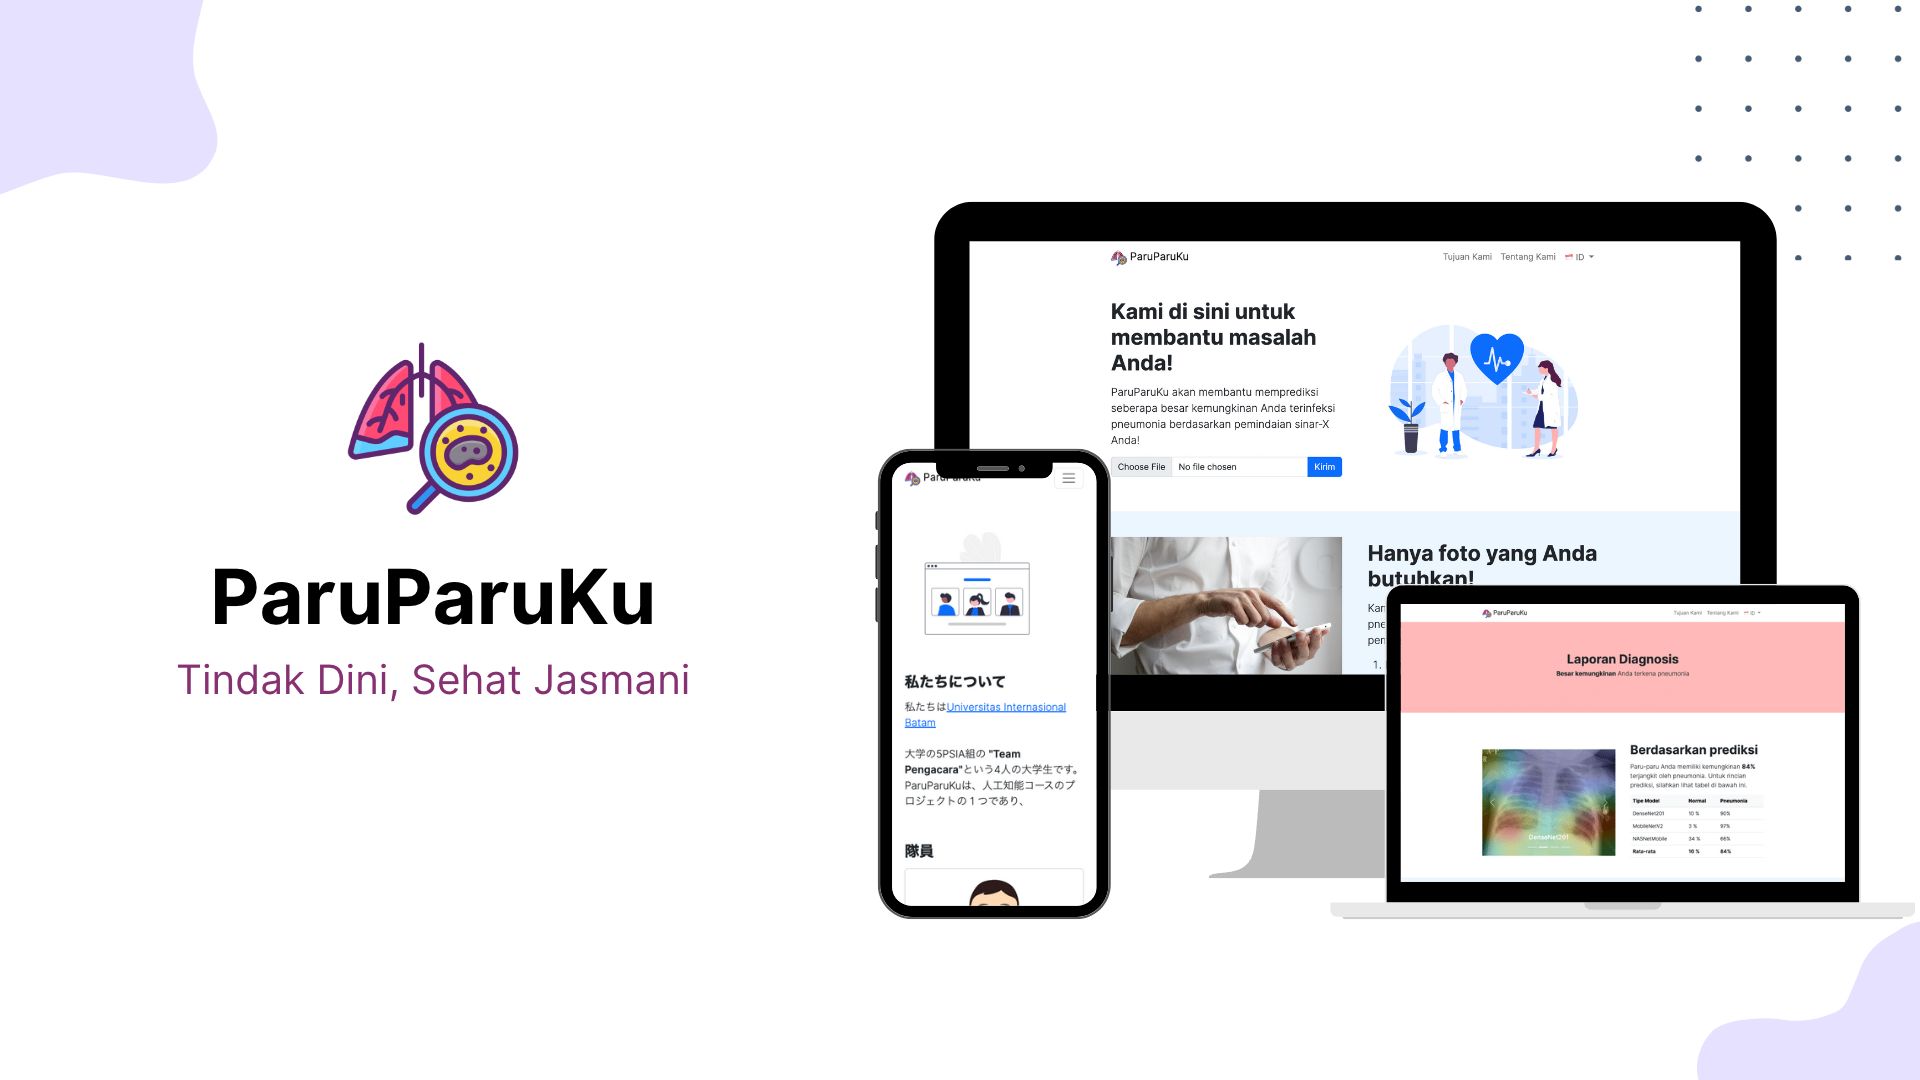 ParuParuKu
Tindak Dini, Sehat Jasmani
ParuParuKu
Tujuan Kami
Tentang Kami
ID
Kami di sini untuk
membantu masalah
Anda!
ParuParuKu akan membantu memprediksi
seberapa besar kemungkinan Anda terinfeksi
pneumonia berdasarkan pemindaian sinar-X
Anda!
Choose File
No file chosen
Kirim
Hanya foto yang Anda
butuhkan!
1.
ParuParuKu
私たちについて
私たちはUniversitas Internasional
Batam
大学の5PSIA組の "Team
Pengacara"という4人の大学生です。
ParuParuKuは、人工知能コースのプ
ロジェクトの1つであり、
隊員
ParuParuKu
Tujuan Kami
Tentang Kami
ID
Laporan Diagnosis
Besar kemungkinan Anda terkena pneumonia
DenseNet201
Berdasarkan prediksi
Paru-paru Anda memiliki kemungkinan 84%
terjangkit oleh pneumonia. Untuk rincian
prediksi, silahkan lihat tabel di bawah ini.
Tipe Model Normal Pneumonia
DenseNet201 10 % 90%
MobileNetV2 3 % 97%
NASNetMobile 34 % 66%
Rata-rata 16 % 84%